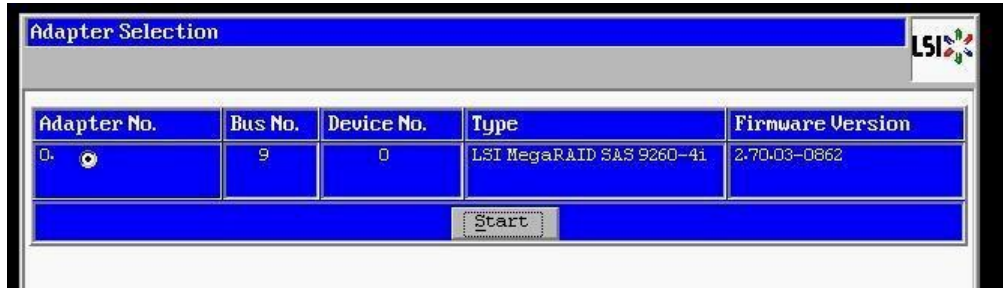 Adapter Selection
LSI
Adapter No. Bus No. Device No. Type Firmware Version
0. 9 0 LSI MegaRAID SAS 9260-4i 2.70.03-0862
Start